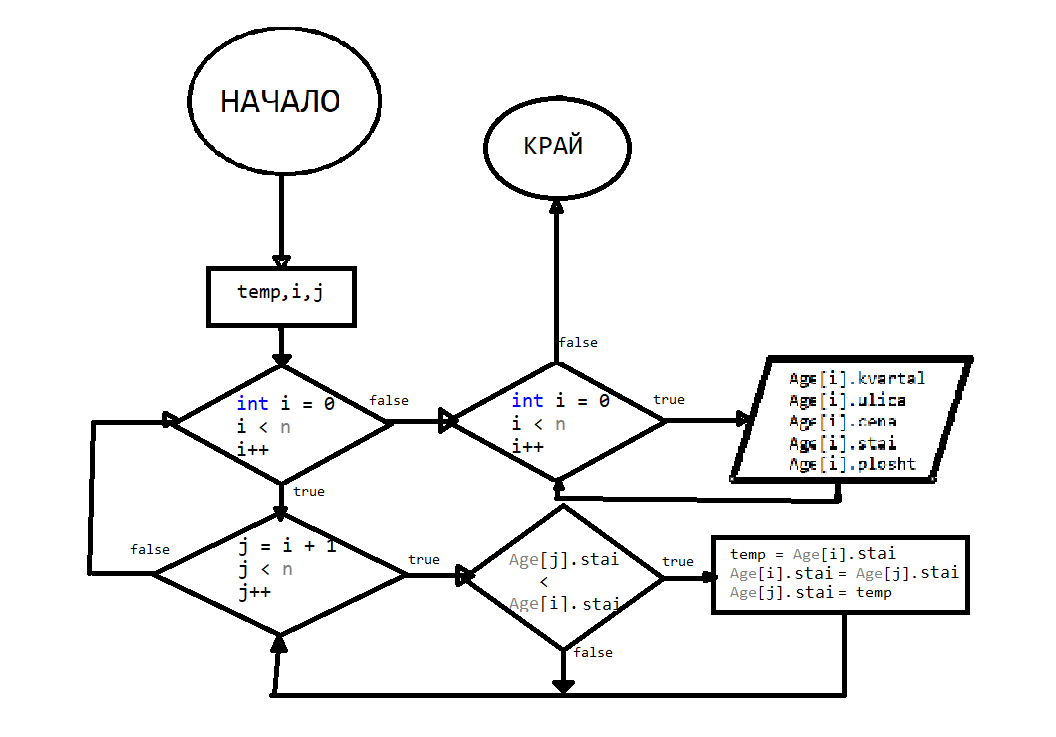 НАЧАЛО
КРАЙ
temp,i,j
false
int i = 0
i < n
i++
false
int i = 0
i < n
i++
true
Age[i].kvartal
Age[i].ulica
Age[i].cena
Age[i].stai
Age[i].plosht
true
false
j = i + 1
j < n
j++
true
Age[j].stai
<
Age[i].stai
true
false
temp = Age[i].stai
Age[i].stai = Age[j].stai
Age[j].stai = temp